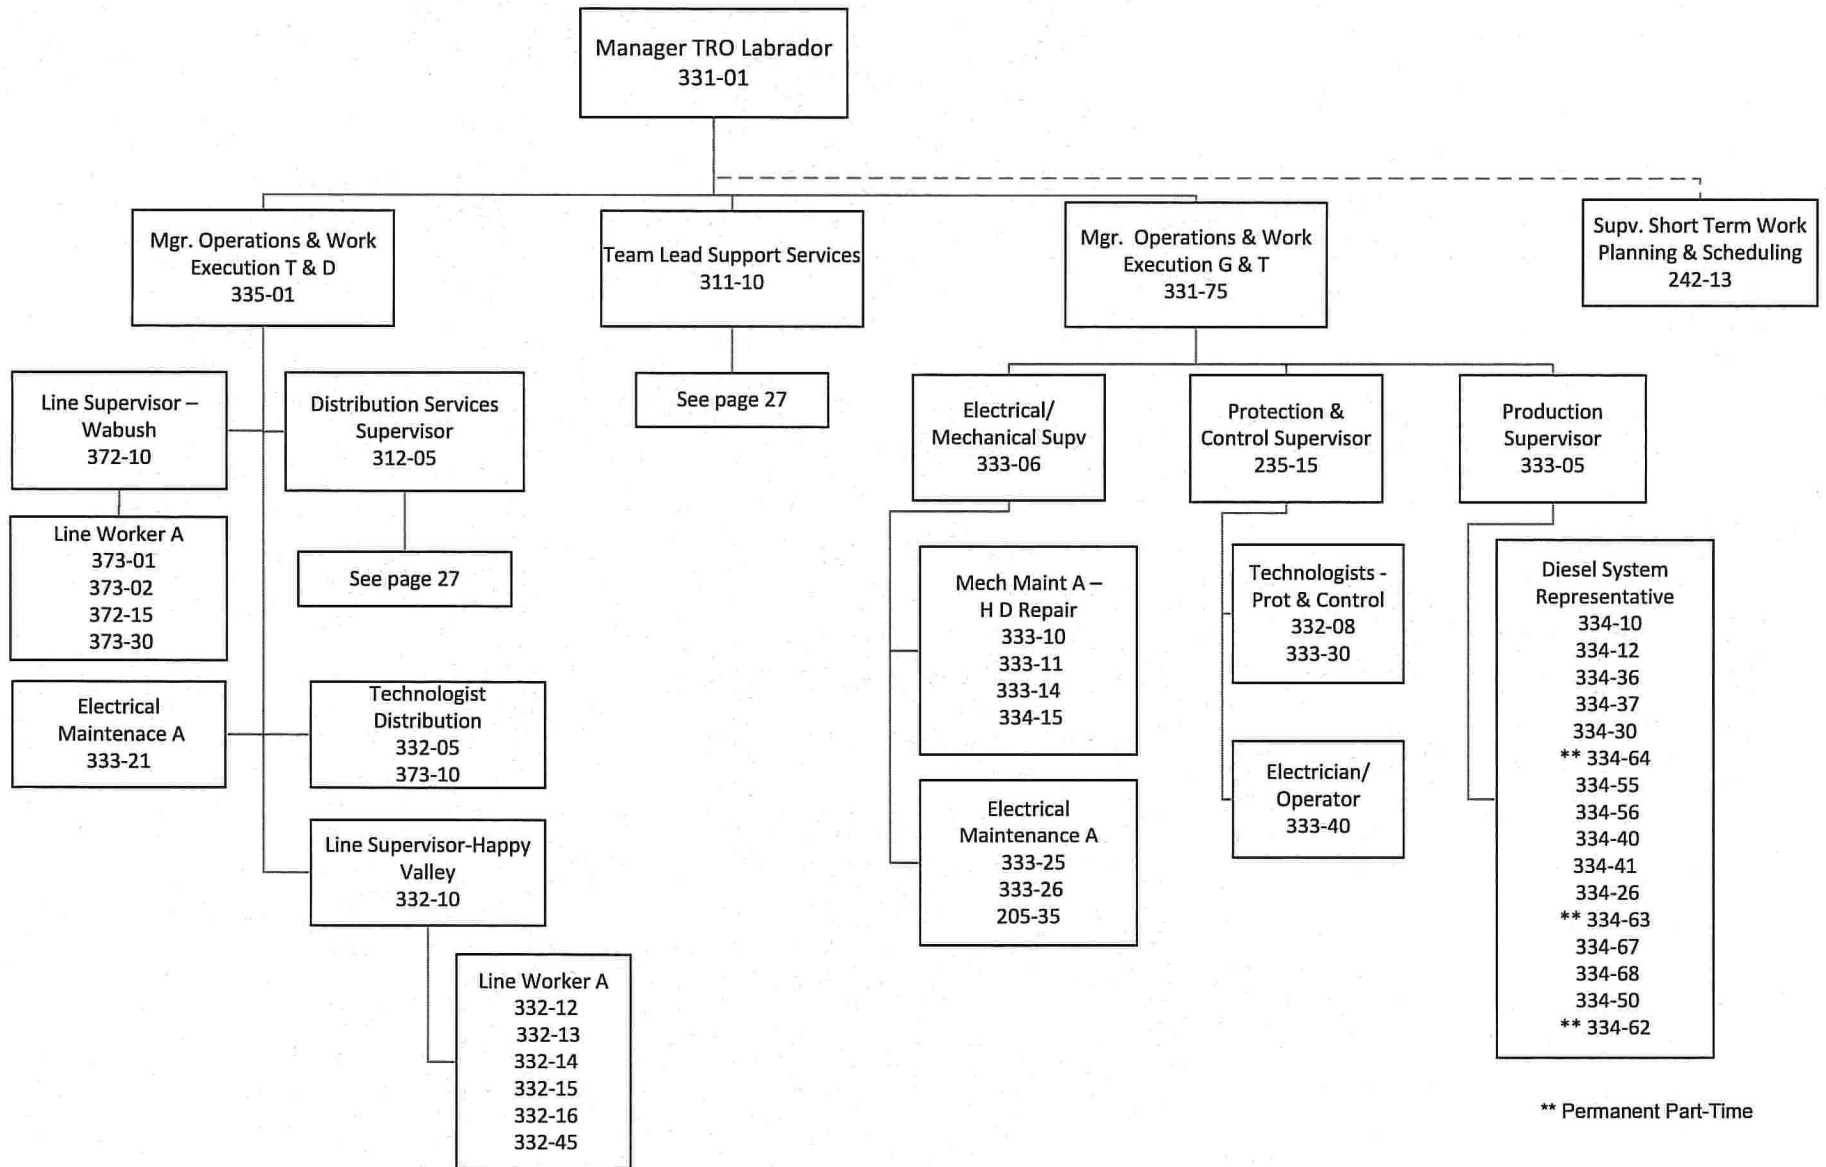 Manager TRO Labrador
331-01
Mgr. Operations & Work
Execution T & D
335-01
Team Lead Support Services
311-10
Mgr. Operations & Work
Execution G & T
331-75
Supv. Short Term Work
Planning & Scheduling
242-13
Line Supervisor –
Wabush
372-10
Distribution Services
Supervisor
312-05
See page 27
Electrical/
Mechanical Supv
333-06
Protection &
Control Supervisor
235-15
Production
Supervisor
333-05
Line Worker A
373-01
373-02
372-15
373-30
See page 27
Mech Maint A –
H D Repair
333-10
333-11
333-14
334-15
Technologists -
Prot & Control
332-08
333-30
Diesel System
Representative
334-10
334-12
334-36
334-37
334-30
** 334-64
334-55
334-56
334-40
334-41
334-26
** 334-63
334-67
334-68
334-50
** 334-62
Electrical
Maintenace A
333-21
Technologist
Distribution
332-05
373-10
Electrician/
Operator
333-40
Electrical
Maintenance A
333-25
333-26
205-35
Line Supervisor-Happy
Valley
332-10
Line Worker A
332-12
332-13
332-14
332-15
332-16
332-45
** Permanent Part-Time